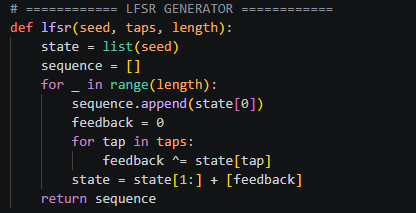 # ============ LFSR GENERATOR ============
def lfsr(seed, taps, length):
    state = list(seed)
    sequence = []
    for _ in range(length):
        sequence.append(state[0])
        feedback = 0
        for tap in taps:
            feedback ^= state[tap]
        state = state[1:] + [feedback]
    return sequence